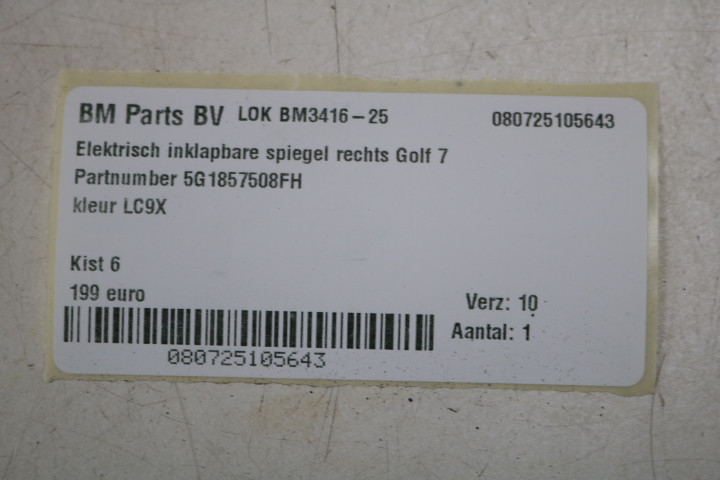 BM Parts BV LOK BM3416-25 080725105643
Elektrisch inklapbare spiegel rechts Golf 7
Partnumber 5G1857508FH
kleur LC9X
Kist 6
199 euro
Verz: 10
Aantal: 1
080725105643